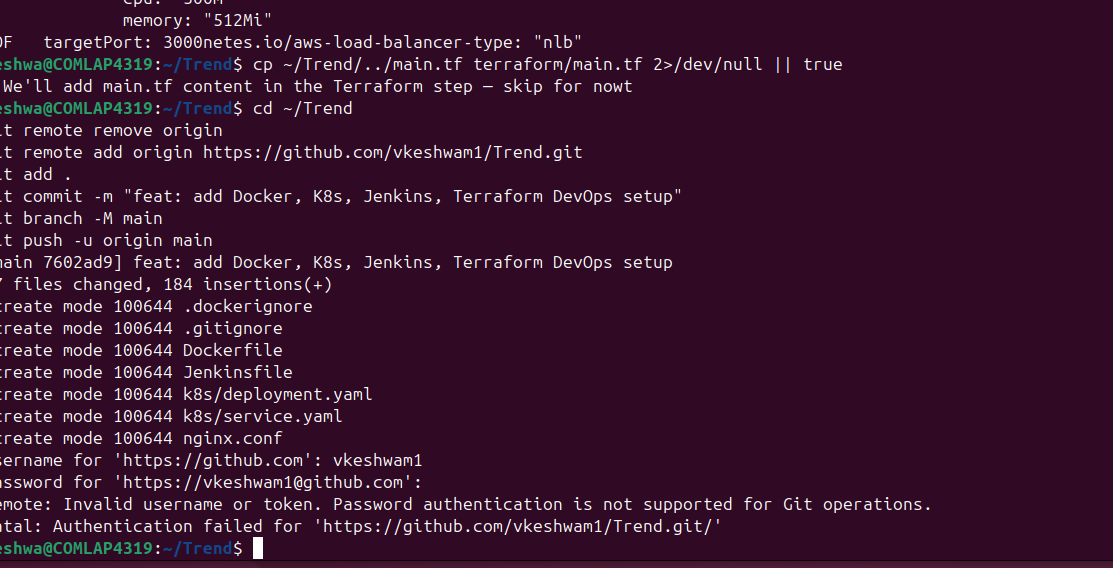 cpu: "500m"
memory: "512Mi"
OF   targetPort: 3000netes.io/aws-load-balancer-type: "nlb"
eshwa@COMLAP4319:~/Trend$ cp ~/Trend/../main.tf terraform/main.tf 2>/dev/null || true
We'll add main.tf content in the Terraform step — skip for nowt
eshwa@COMLAP4319:~/Trend$ cd ~/Trend
it remote remove origin
it remote add origin https://github.com/vkeshwam1/Trend.git
it add .
it commit -m "feat: add Docker, K8s, Jenkins, Terraform DevOps setup"
it branch -M main
it push -u origin main
main 7602ad9] feat: add Docker, K8s, Jenkins, Terraform DevOps setup
7 files changed, 184 insertions(+)
create mode 100644 .dockerignore
create mode 100644 .gitignore
create mode 100644 Dockerfile
create mode 100644 Jenkinsfile
create mode 100644 k8s/deployment.yaml
create mode 100644 k8s/service.yaml
create mode 100644 nginx.conf
sername for 'https://github.com': vkeshwam1
assword for 'https://vkeshwam1@github.com':
emote: Invalid username or token. Password authentication is not supported for Git operations.
atal: Authentication failed for 'https://github.com/vkeshwam1/Trend.git/'
eshwa@COMLAP4319:~/Trend$